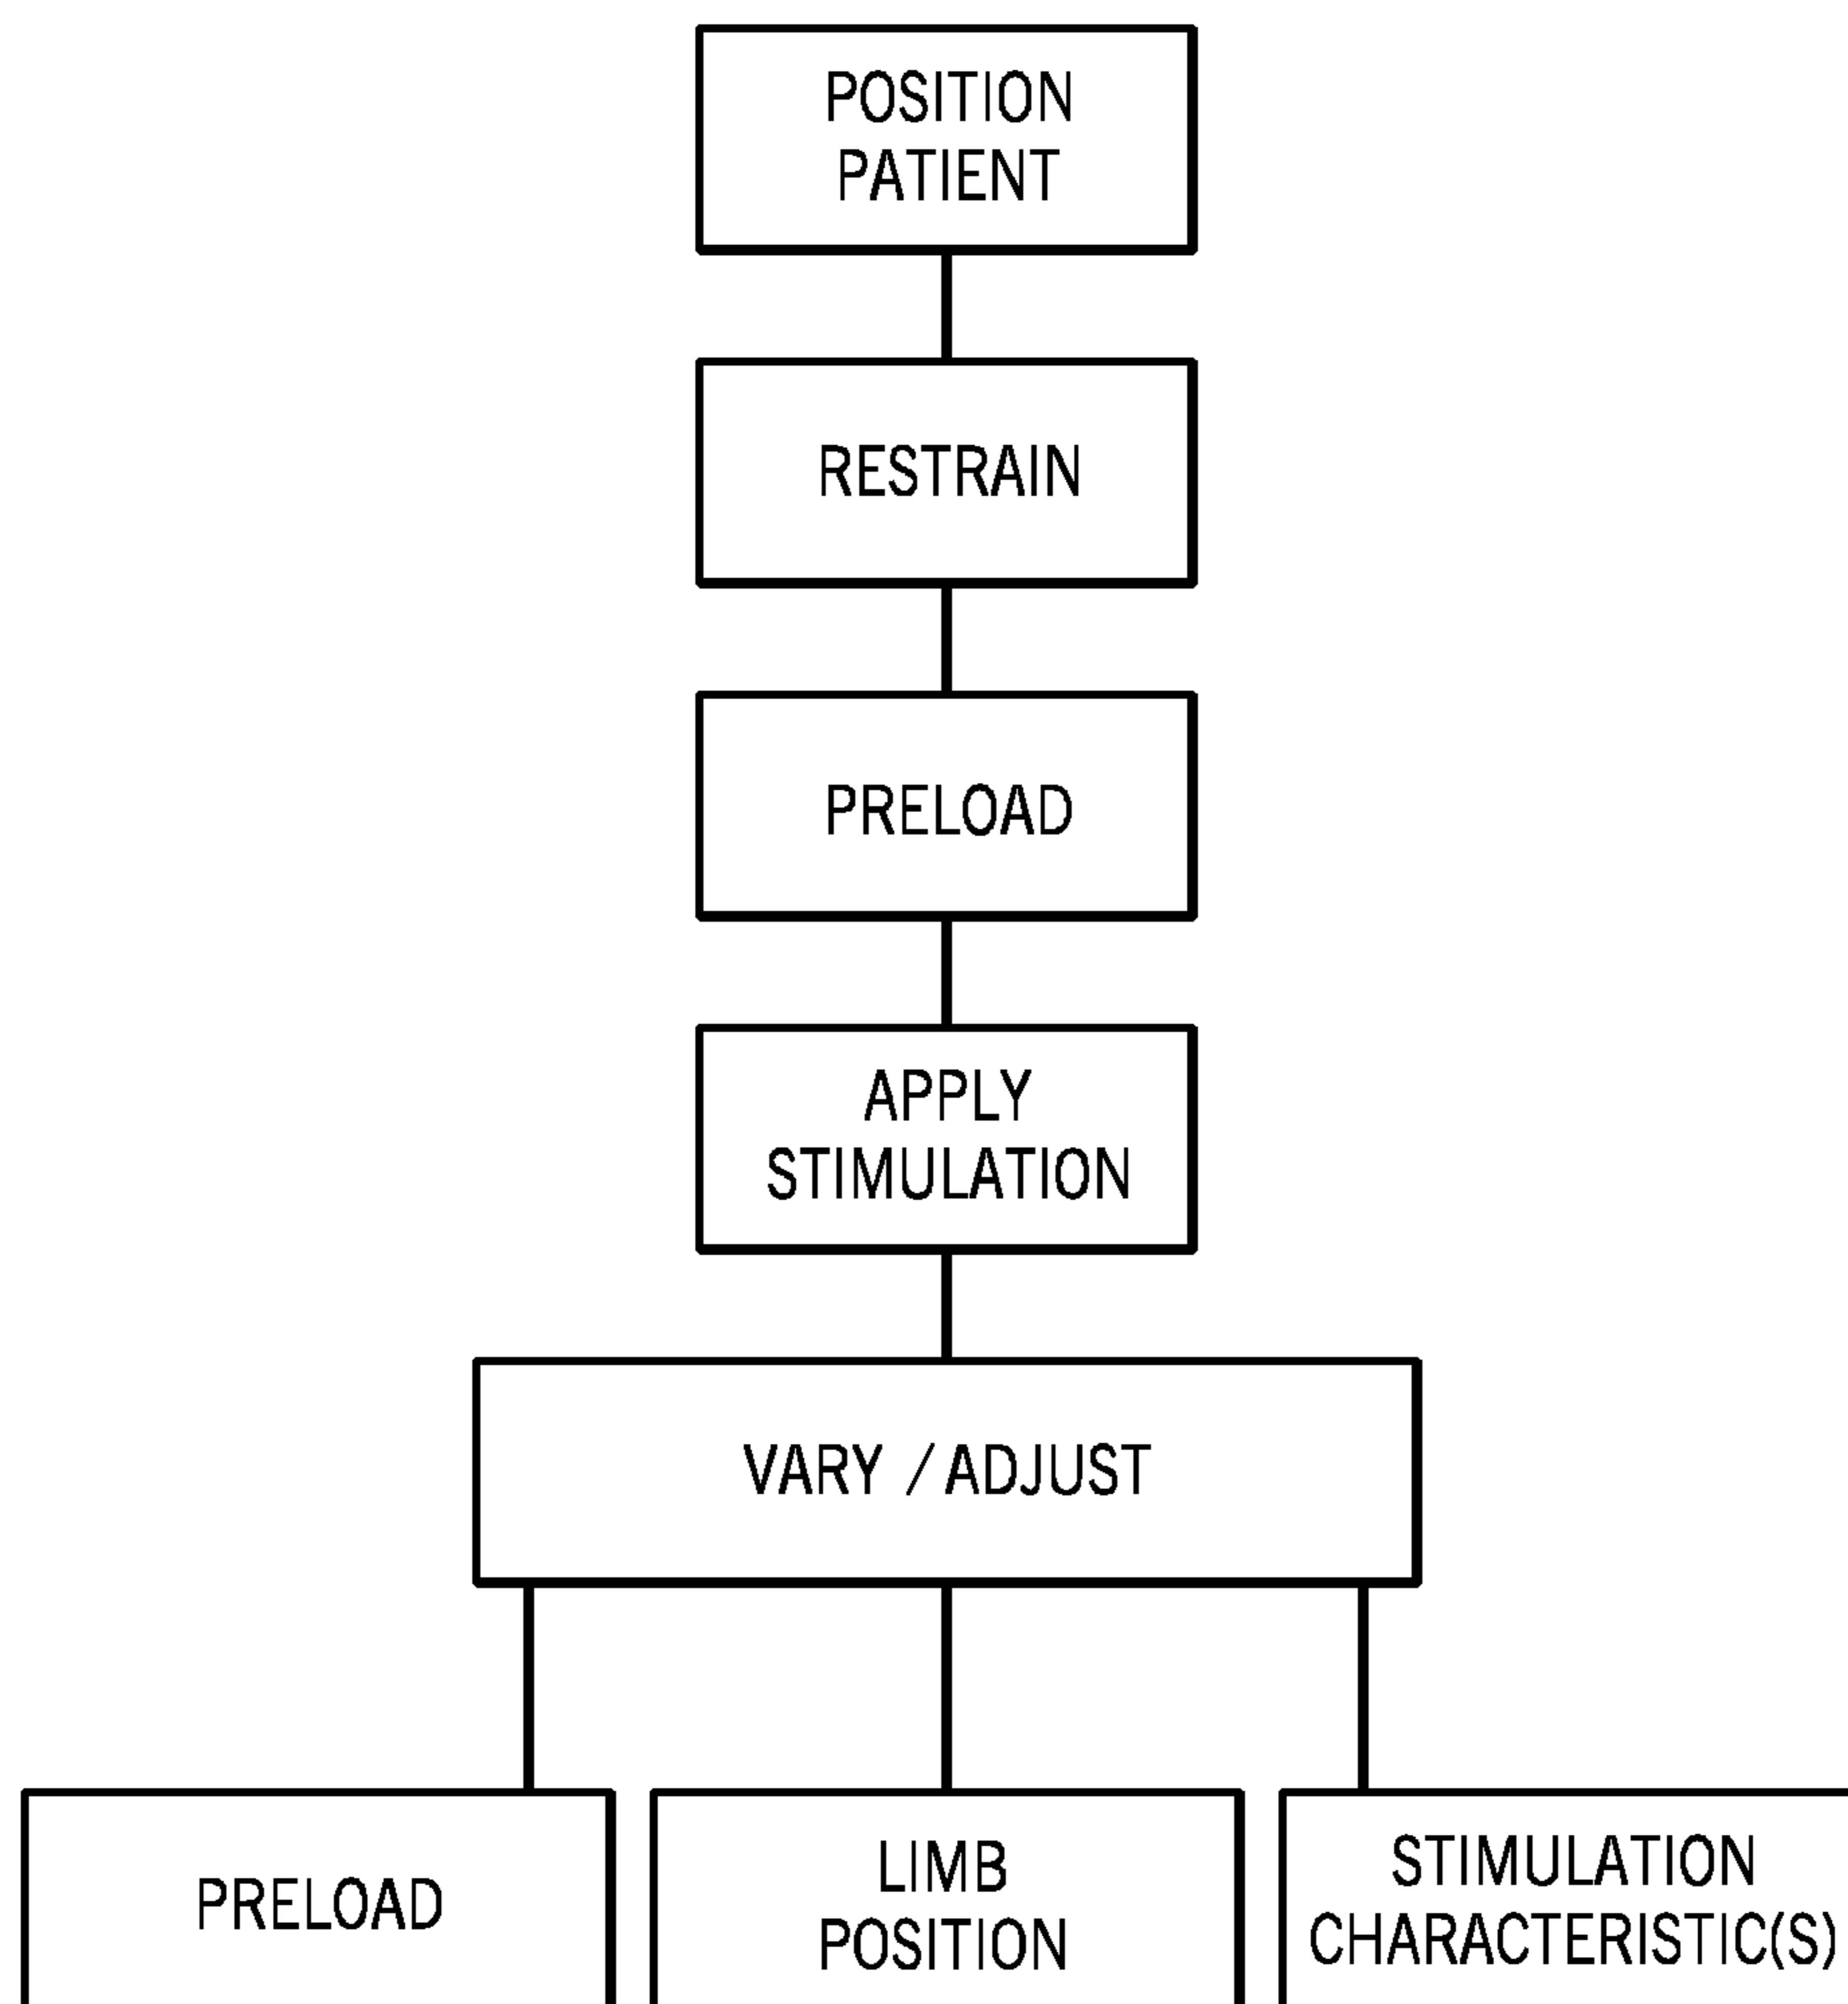 POSITION
PATIENT
RESTRAIN
PRELOAD
APPLY
STIMULATION
VARY / ADJUST
PRELOAD
LIMB
POSITION
STIMULATION
CHARACTERISTIC(S)